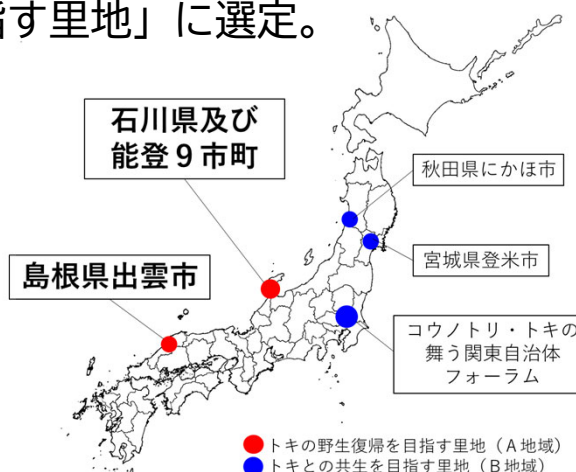 指す里地」に選定。
石川県及び
能登９市町
秋田県にかほ市
宮城県登米市
島根県出雲市
コウノトリ・トキの
舞う関東自治体
フォーラム
トキの野生復帰を目指す里地（Ａ地域）
トキとの共生を目指す里地（Ｂ地域）